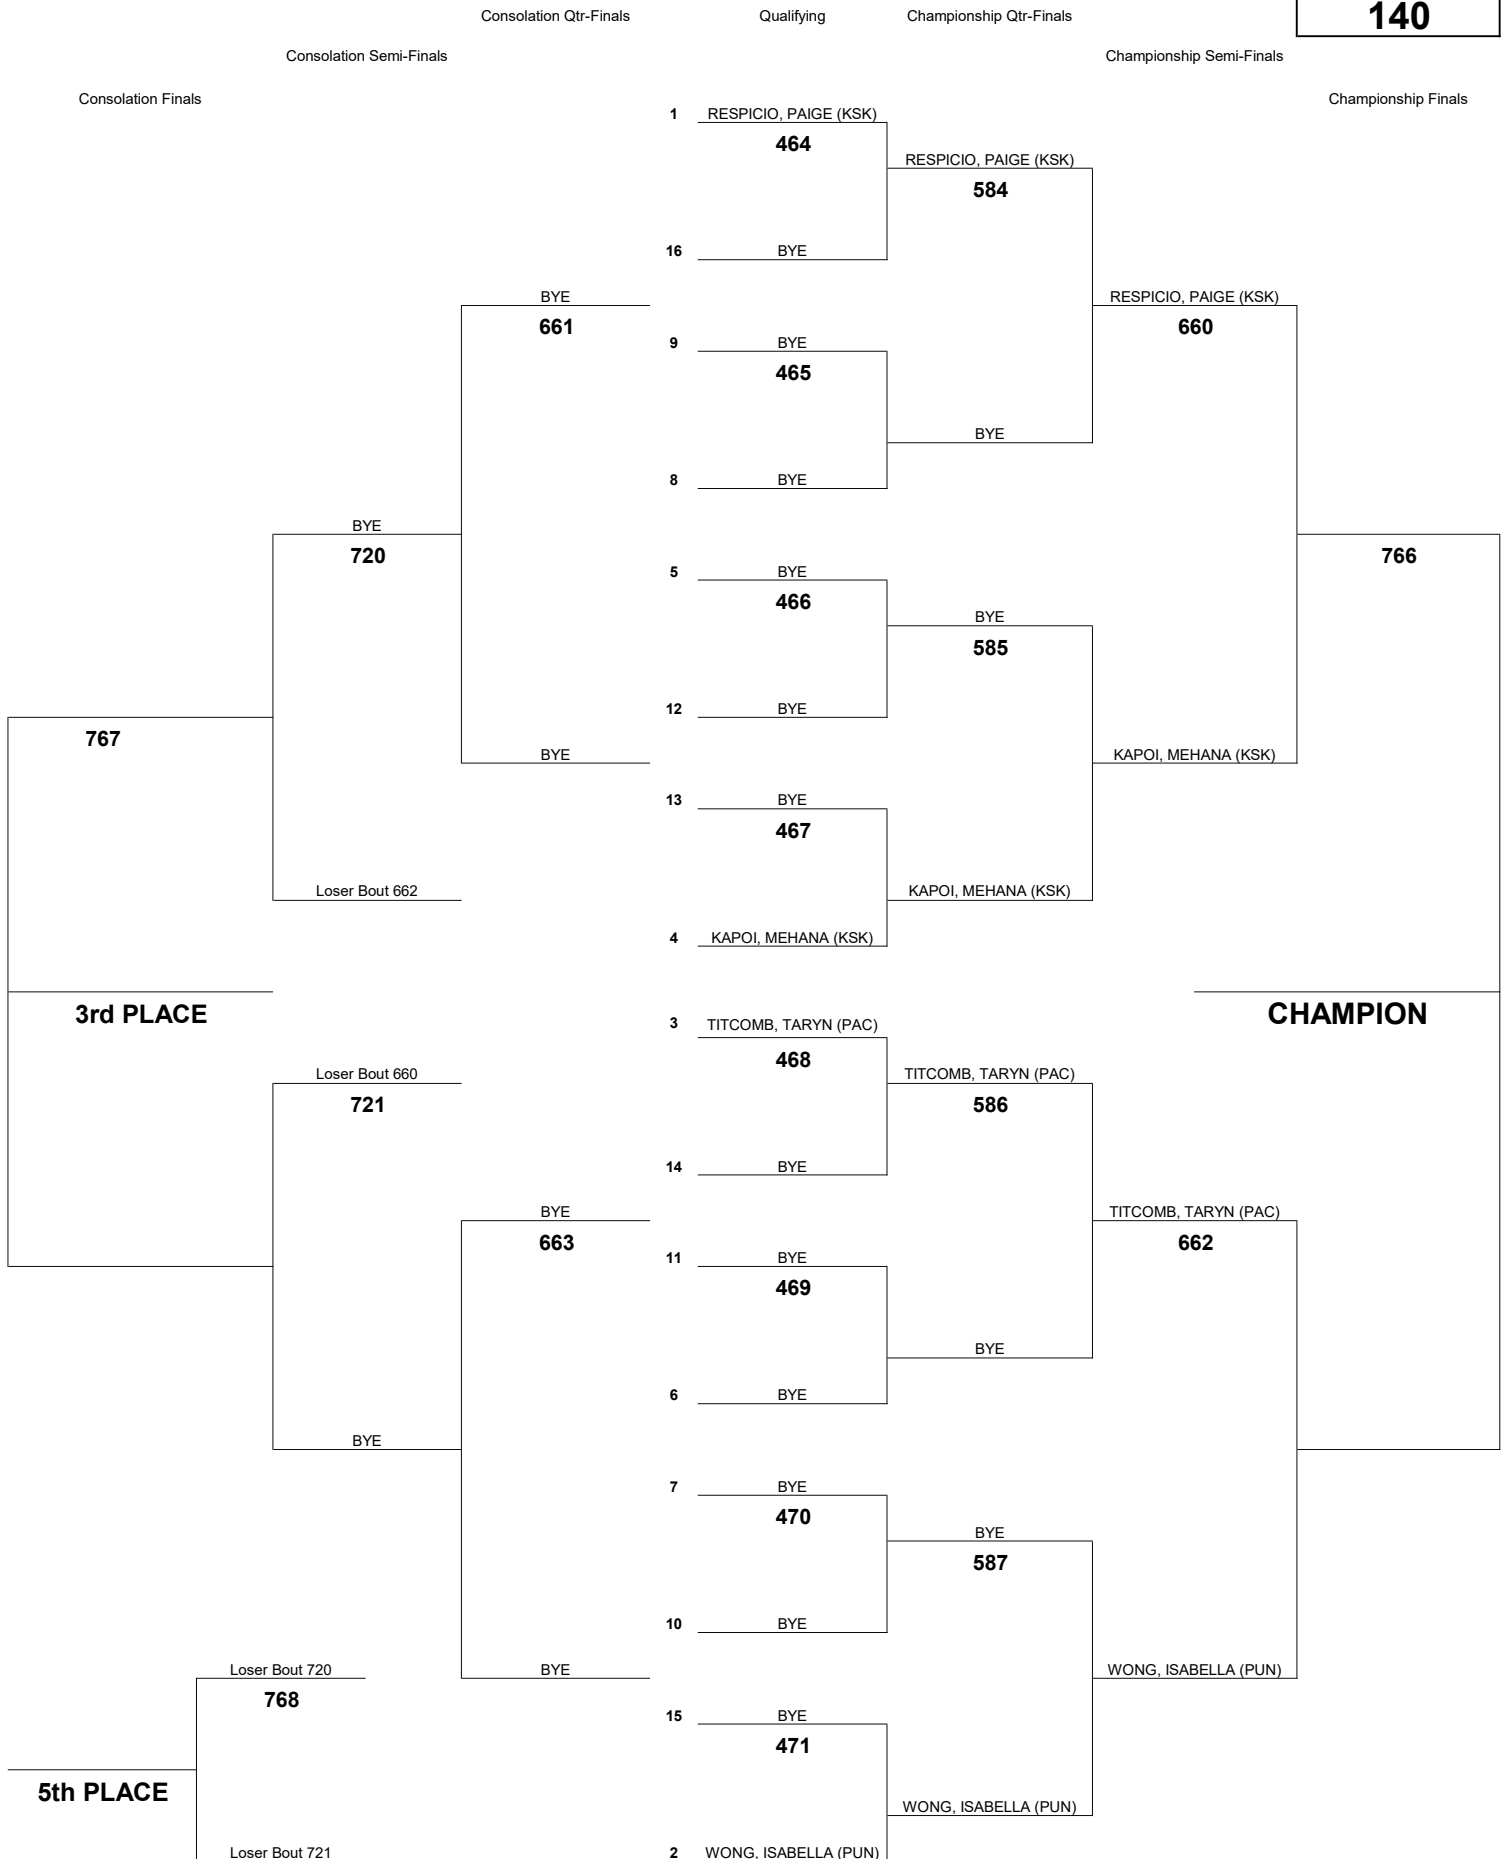 Consolation Qtr-Finals Qualifying Championship Qtr-Finals 140
Consolation Semi-Finals Championship Semi-Finals
Consolation Finals Championship Finals
1 RESPICIO, PAIGE (KSK)
464
RESPICIO, PAIGE (KSK)
584
16 BYE
BYE RESPICIO, PAIGE (KSK)
661 660
9 BYE
465
BYE
8 BYE
BYE
720 766
5 BYE
466
BYE
585
12 BYE
767
BYE KAPOI, MEHANA (KSK)
13 BYE
467
Loser Bout 662 KAPOI, MEHANA (KSK)
4 KAPOI, MEHANA (KSK)
3rd PLACE CHAMPION
3 TITCOMB, TARYN (PAC)
468
Loser Bout 660 TITCOMB, TARYN (PAC)
721 586
14 BYE
BYE TITCOMB, TARYN (PAC)
663 662
11 BYE
469
BYE
6 BYE
BYE
7 BYE
470
BYE
587
10 BYE
Loser Bout 720 BYE WONG, ISABELLA (PUN)
768
15 BYE
471
5th PLACE
WONG, ISABELLA (PUN)
Loser Bout 721 2 WONG, ISABELLA (PUN)